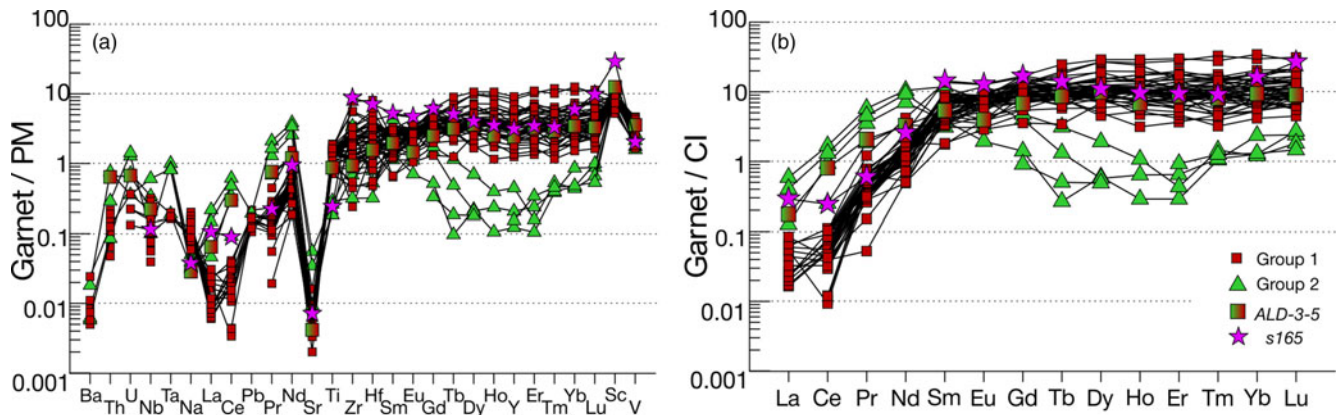 (a)
Garnet / PM
100
10
1
0.1
0.01
0.001
Ba Th U Nb Ta Na La Ce Pb Pr Nd Sr Ti Zr Hf Sm Eu Gd Tb Dy Ho Y Er Tm Yb Lu Sc V
(b)
Garnet / CI
100
10
1
0.1
0.01
0.001
La Ce Pr Nd Sm Eu Gd Tb Dy Ho Er Tm Yb Lu
Group 1
Group 2
ALD-3-5
s165